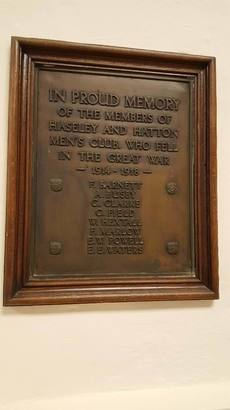 IN PROUD MEMORY
OF THE MEMBERS OF
HASELEY AND HATTON
MEN'S CLUB, WHO FELL
IN THE GREAT WAR
— 1914 - 1918 —
F. BARNETT
A. BUSBY
G. CLARKE
C. FIELD
W. HEXTALL
F. MARLOW
E.W. POWELL
E.E. WATERS